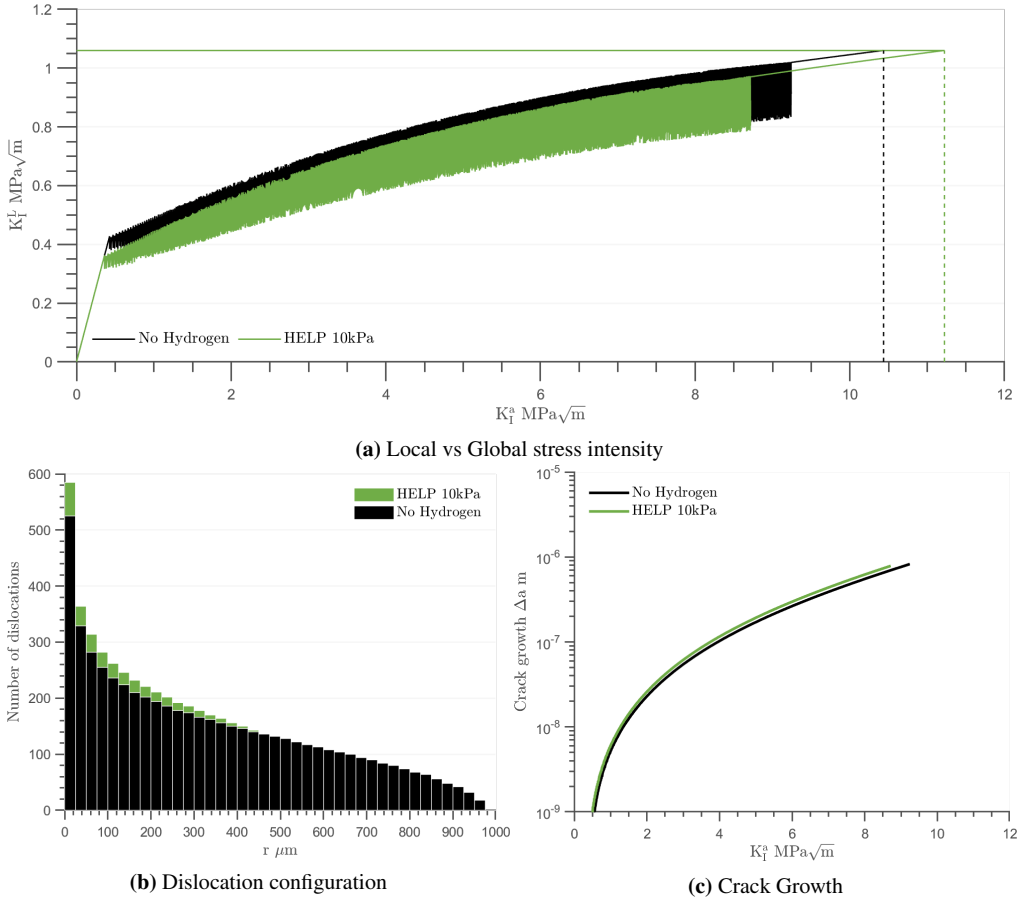 1.2
1
0.8
0.6
0.4
0.2
0
K_I^L MPa√m
No Hydrogen
HELP 10kPa
0 2 4 6 8 10 12
K_I^a MPa√m
(a) Local vs Global stress intensity
600
500
400
300
200
100
0
Number of dislocations
HELP 10kPa
No Hydrogen
0 100 200 300 400 500 600 700 800 900 1000
r μm
(b) Dislocation configuration
10^-5
10^-6
10^-7
10^-8
10^-9
Crack growth Δa m
No Hydrogen
HELP 10kPa
0 2 4 6 8 10 12
K_I^a MPa√m
(c) Crack Growth